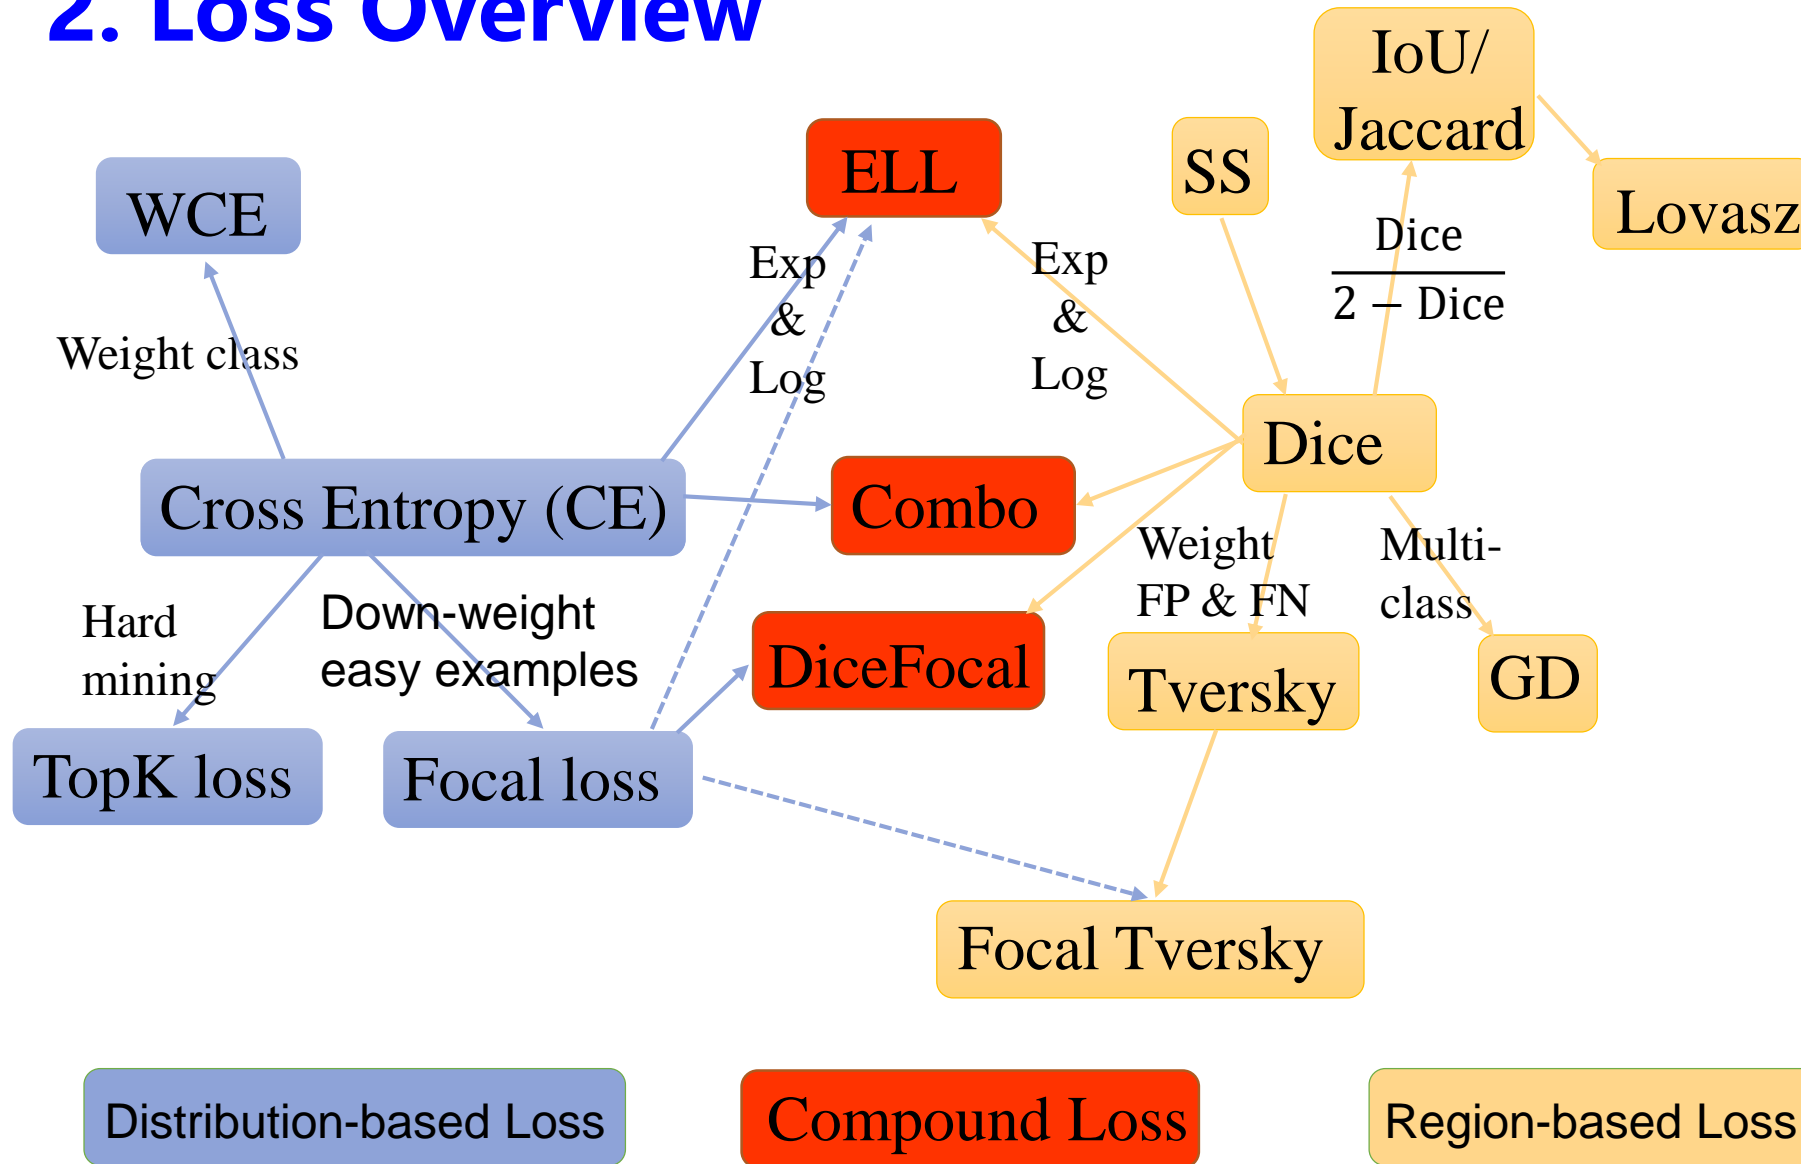 2. Loss Overview
IoU/
Jaccard
ELL
SS
WCE
Lovasz
Dice
2 − Dice
Exp
&
Log
Exp
&
Log
Weight class
Dice
Cross Entropy (CE)
Combo
Weight
FP & FN
Multi-
class
Hard
mining
Down-weight
easy examples
DiceFocal
Tversky
GD
TopK loss
Focal loss
Focal Tversky
Distribution-based Loss
Compound Loss
Region-based Loss